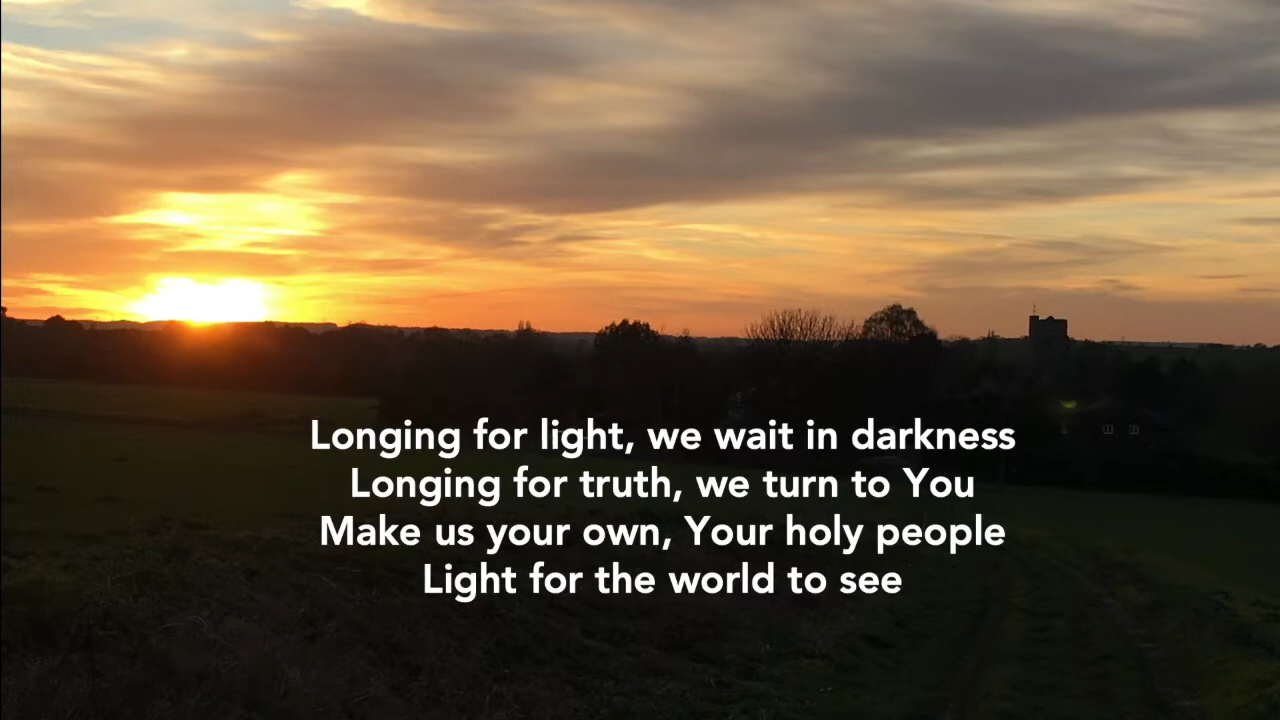 Longing for light, we wait in darkness
Longing for truth, we turn to You
Make us your own, Your holy people
Light for the world to see